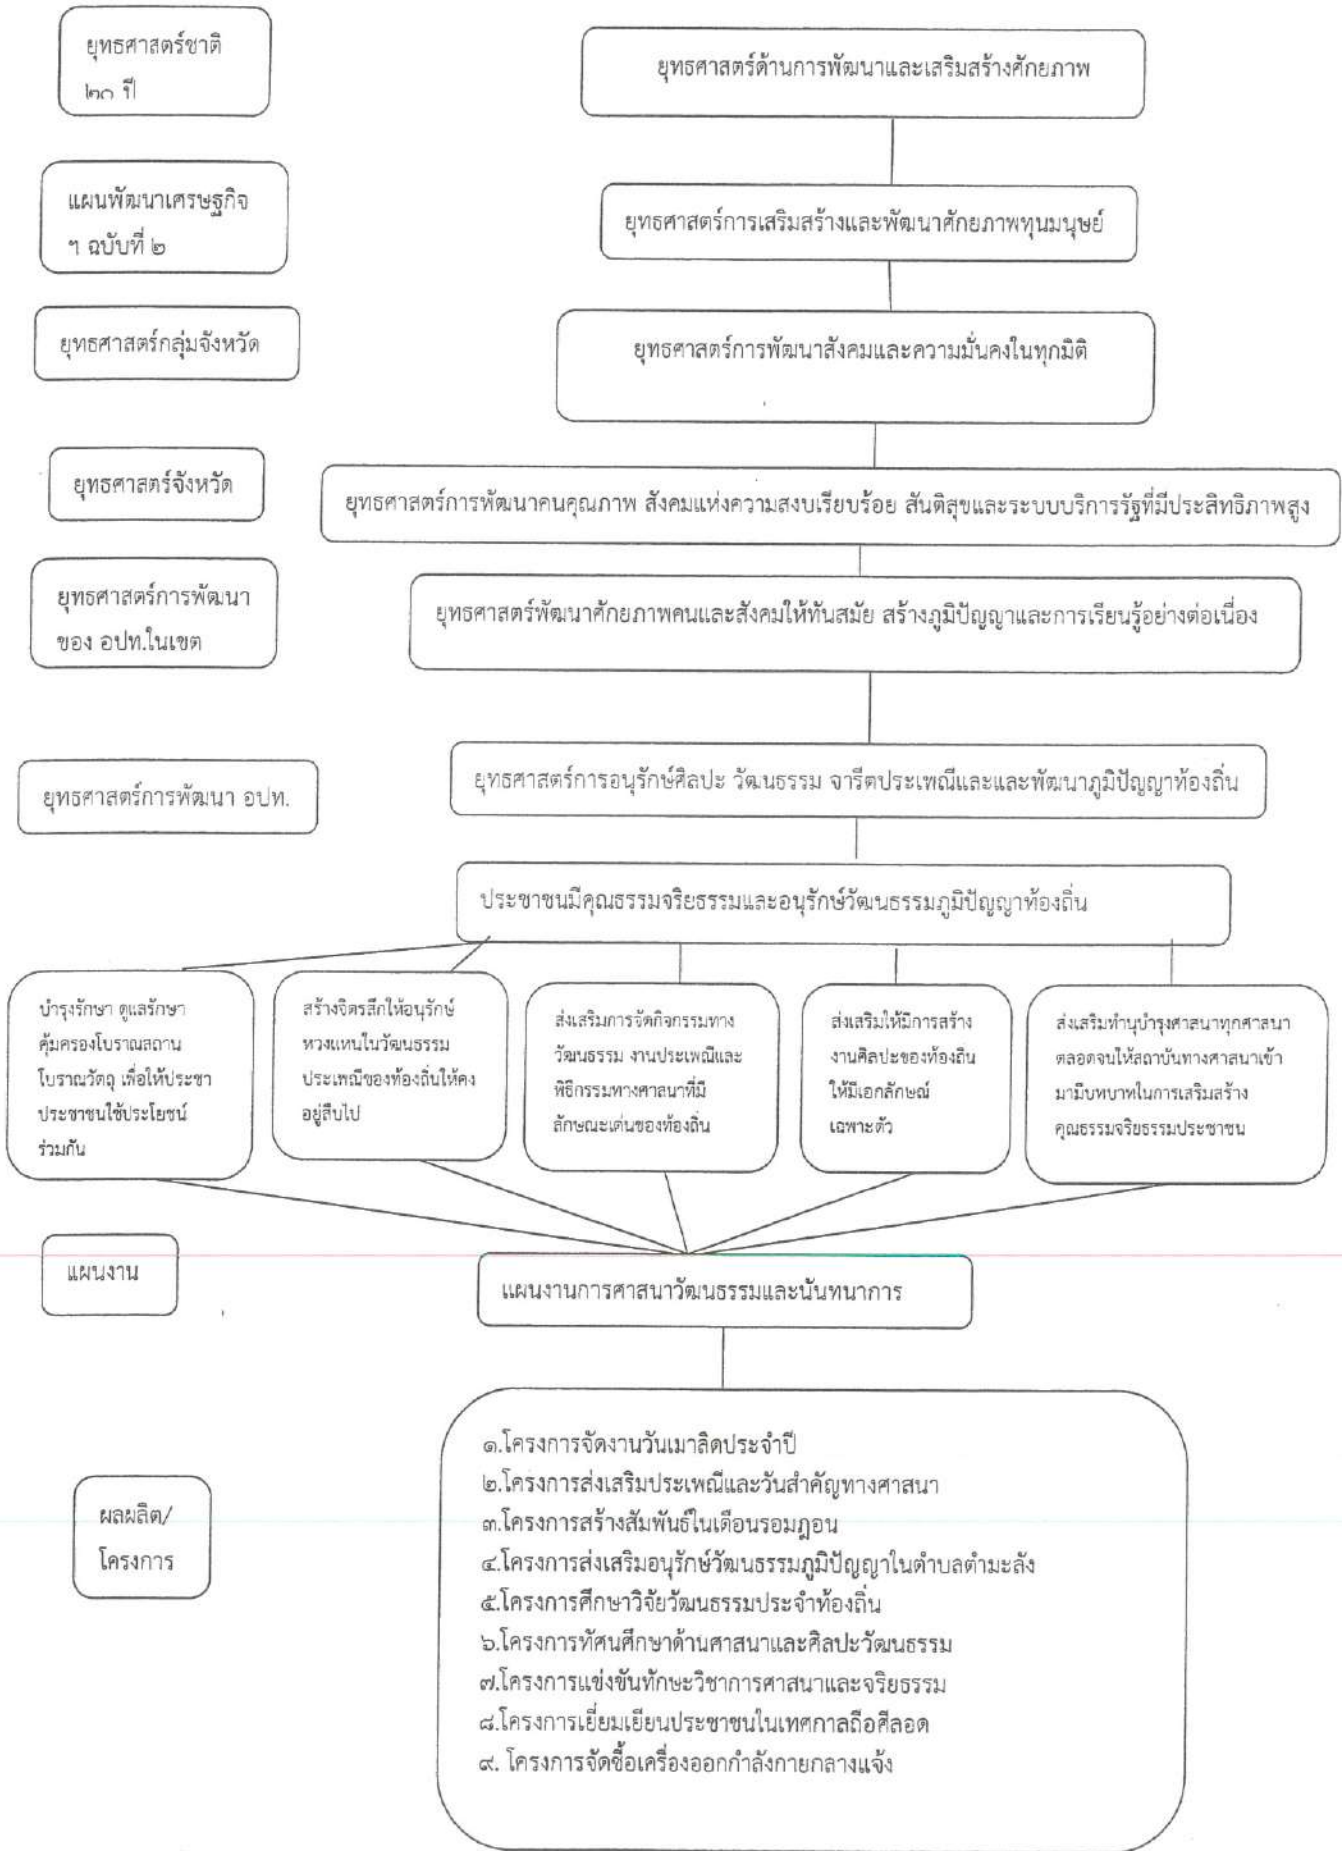 ยุทธศาสตร์ชาติ
๒๐ ปี
ยุทธศาสตร์ด้านการพัฒนาและเสริมสร้างศักยภาพ
แผนพัฒนาเศรษฐกิจ
ฯ ฉบับที่ ๒
ยุทธศาสตร์การเสริมสร้างและพัฒนาศักยภาพทุนมนุษย์
ยุทธศาสตร์กลุ่มจังหวัด
ยุทธศาสตร์การพัฒนาสังคมและความมั่นคงในทุกมิติ
ยุทธศาสตร์จังหวัด
ยุทธศาสตร์การพัฒนาคนคุณภาพ สังคมแห่งความสงบเรียบร้อย สันติสุขและระบบบริการรัฐที่มีประสิทธิภาพสูง
ยุทธศาสตร์การพัฒนา
ของ อปท.ในเขต
ยุทธศาสตร์พัฒนาศักยภาพคนและสังคมให้ทันสมัย สร้างภูมิปัญญาและการเรียนรู้อย่างต่อเนื่อง
ยุทธศาสตร์การพัฒนา อปท.
ยุทธศาสตร์การอนุรักษ์ศิลปะ วัฒนธรรม จารีตประเพณีและและพัฒนาภูมิปัญญาท้องถิ่น
ประชาชนมีคุณธรรมจริยธรรมและอนุรักษ์วัฒนธรรมภูมิปัญญาท้องถิ่น
บำรุงรักษา ดูแลรักษา
คุ้มครองโบราณสถาน
โบราณวัตถุ เพื่อให้ประชา
ประชาชนใช้ประโยชน์
ร่วมกัน
สร้างจิตรสึกให้อนุรักษ์
หวงแหนในวัฒนธรรม
ประเพณีของท้องถิ่นให้คง
อยู่สืบไป
ส่งเสริมการจัดกิจกรรมทาง
วัฒนธรรม งานประเพณีและ
พิธีกรรมทางศาสนาที่มี
ลักษณะเด่นของท้องถิ่น
ส่งเสริมให้มีการสร้าง
งานศิลปะของท้องถิ่น
ให้มีเอกลักษณ์
เฉพาะตัว
ส่งเสริมทำนุบำรุงศาสนาทุกศาสนา
ตลอดจนให้สถาบันทางศาสนาเข้า
มามีบทบาทในการเสริมสร้าง
คุณธรรมจริยธรรมประชาชน
แผนงาน
แผนงานการศาสนาวัฒนธรรมและนันทนาการ
ผลผลิต/
โครงการ
๑.โครงการจัดงานวันเมาลิดประจำปี
๒.โครงการส่งเสริมประเพณีและวันสำคัญทางศาสนา
๓.โครงการสร้างสัมพันธ์ในเดือนรอมฎอน
๔.โครงการส่งเสริมอนุรักษ์วัฒนธรรมภูมิปัญญาในตำบลตำมะลัง
๕.โครงการศึกษาวิจัยวัฒนธรรมประจำท้องถิ่น
๖.โครงการทัศนศึกษาด้านศาสนาและศิลปะวัฒนธรรม
๗.โครงการแข่งขันทักษะวิชาการศาสนาและจริยธรรม
๘.โครงการเยี่ยมเยียนประชาชนในเทศกาลถือศีลอด
๙. โครงการจัดซื้อเครื่องออกกำลังกายกลางแจ้ง